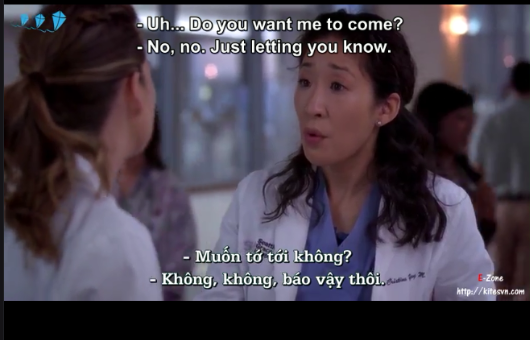 - Uh... Do you want me to come?
- No, no. Just letting you know.
- Muốn tớ tới không?
- Không, không, báo vậy thôi.
E-Zone
http://kitesvn.com